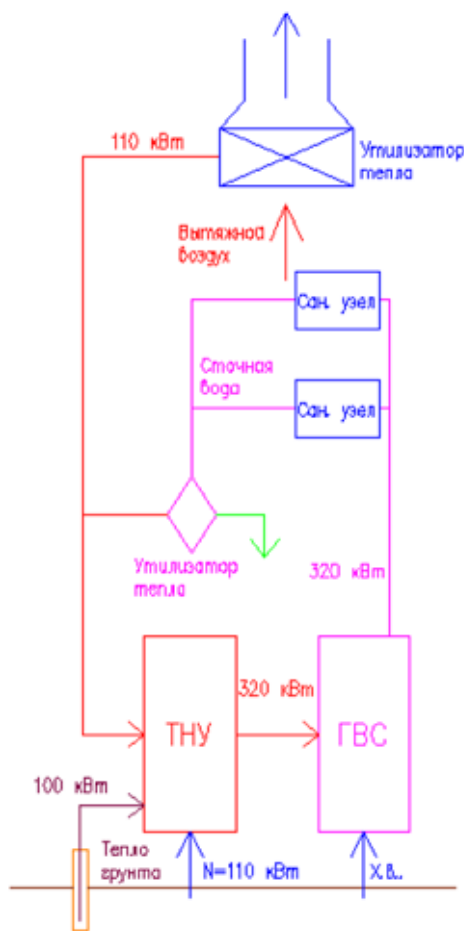 110 кВт
Утилизатор
тепла
Вытяжной
воздух
Сан. узел
Сточная
вода
Сан. узел
Утилизатор
тепла
320 кВт
320 кВт
ТНУ
ГВС
100 кВт
Тепло
грунта
N=110 кВт
Х.в..